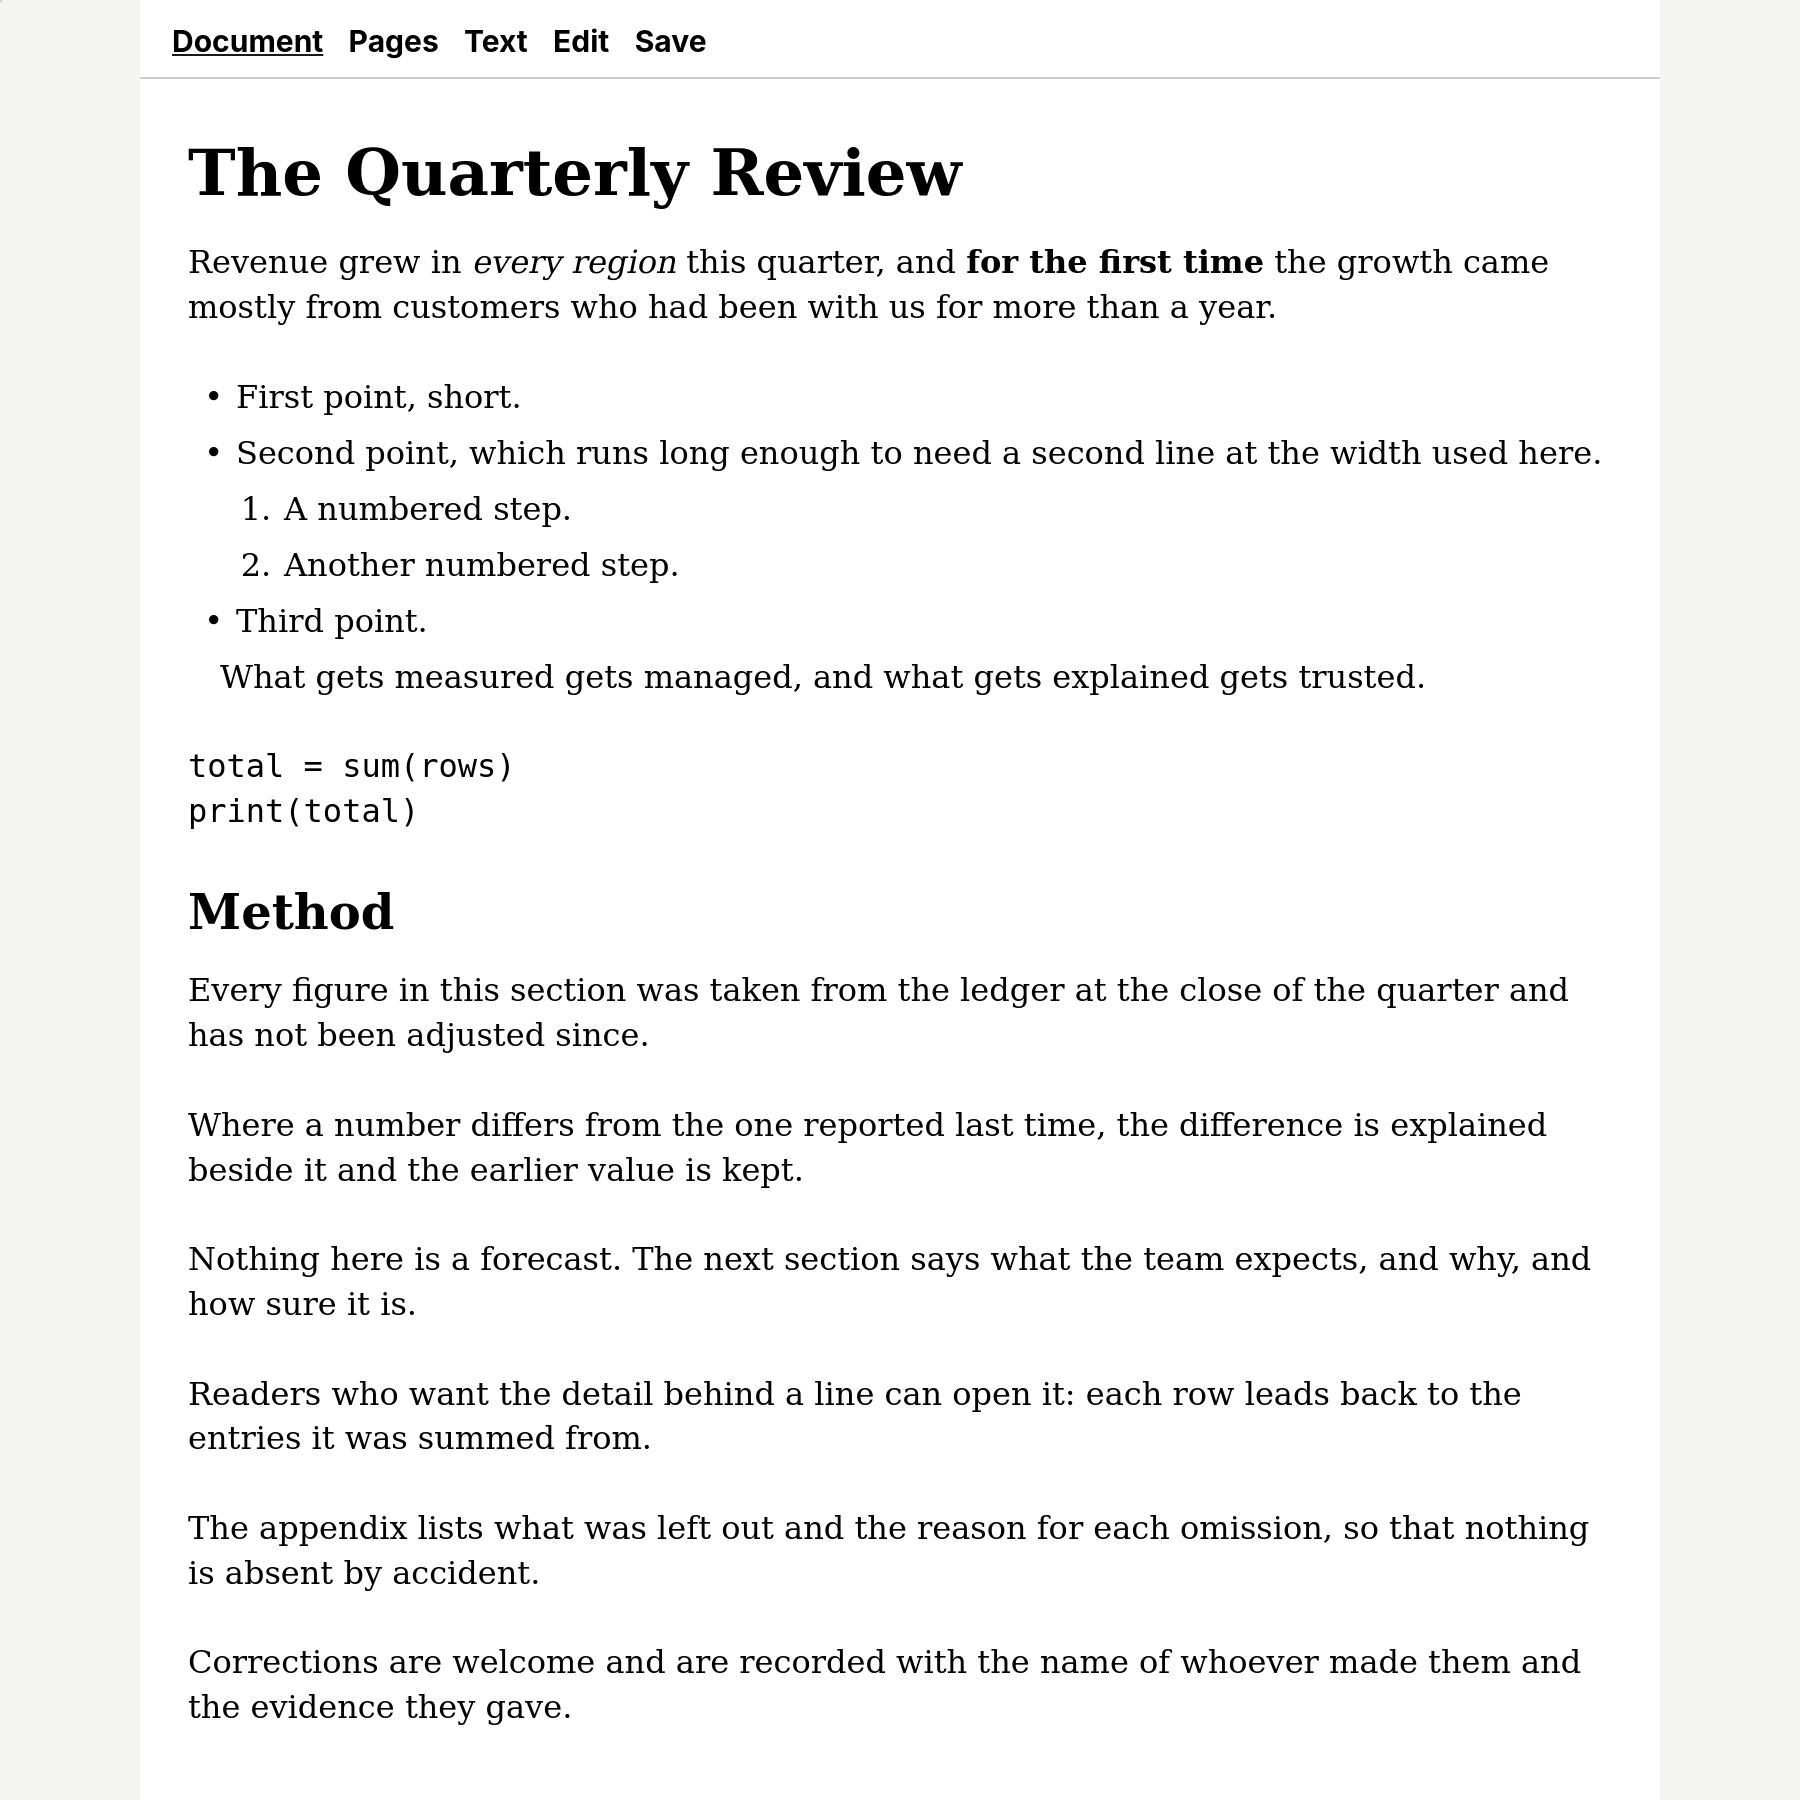 Document Pages Text Edit Save
The Quarterly Review
Revenue grew in every region this quarter, and for the first time the growth came
mostly from customers who had been with us for more than a year.
• First point, short.
• Second point, which runs long enough to need a second line at the width used here.
1. A numbered step.
2. Another numbered step.
• Third point.
What gets measured gets managed, and what gets explained gets trusted.
total = sum(rows)
print(total)
Method
Every figure in this section was taken from the ledger at the close of the quarter and
has not been adjusted since.
Where a number differs from the one reported last time, the difference is explained
beside it and the earlier value is kept.
Nothing here is a forecast. The next section says what the team expects, and why, and
how sure it is.
Readers who want the detail behind a line can open it: each row leads back to the
entries it was summed from.
The appendix lists what was left out and the reason for each omission, so that nothing
is absent by accident.
Corrections are welcome and are recorded with the name of whoever made them and
the evidence they gave.